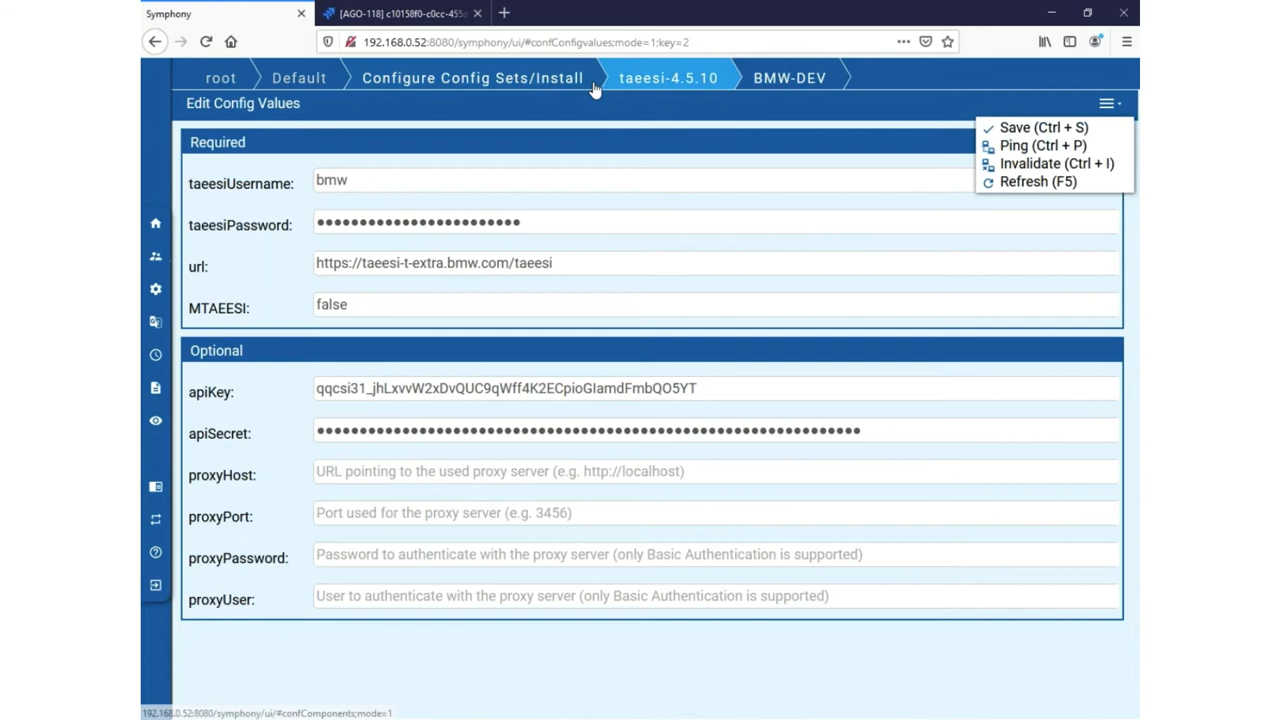 Symphony
[AGO-118] c10158f0-c0cc-455d
192.168.0.52:8080/symphony/ui/#confConfigvalues;mode=1;key=2
root
Default
Configure Config Sets/Install
taeesi-4.5.10
BMW-DEV
Edit Config Values
Save (Ctrl + S)
Ping (Ctrl + P)
Invalidate (Ctrl + I)
Refresh (F5)
Required
taeesiUsername: bmw
taeesiPassword: ••••••••••••••••••••••••
url: https://taeesi-t-extra.bmw.com/taeesi
MTAEESI: false
Optional
apiKey: qqcsi31_jhLxvvW2xDvQUC9qWff4K2ECpioGIamdFmbQO5YT
apiSecret: ••••••••••••••••••••••••••••••••••••••••••••••••••••••••••••••••
proxyHost: URL pointing to the used proxy server (e.g. http://localhost)
proxyPort: Port used for the proxy server (e.g. 3456)
proxyPassword: Password to authenticate with the proxy server (only Basic Authentication is supported)
proxyUser: User to authenticate with the proxy server (only Basic Authentication is supported)
192.168.0.52:8080/symphony/ui/#confComponents;mode=1